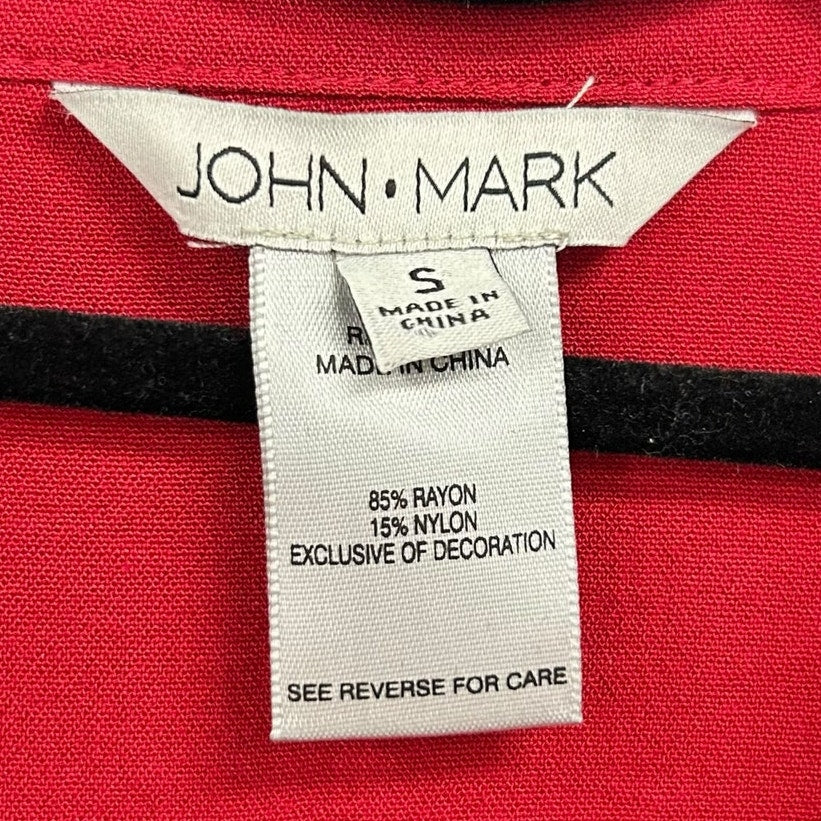 JOHN • MARK
S
MADE IN
CHINA
MADE IN CHINA
85% RAYON
15% NYLON
EXCLUSIVE OF DECORATION
SEE REVERSE FOR CARE